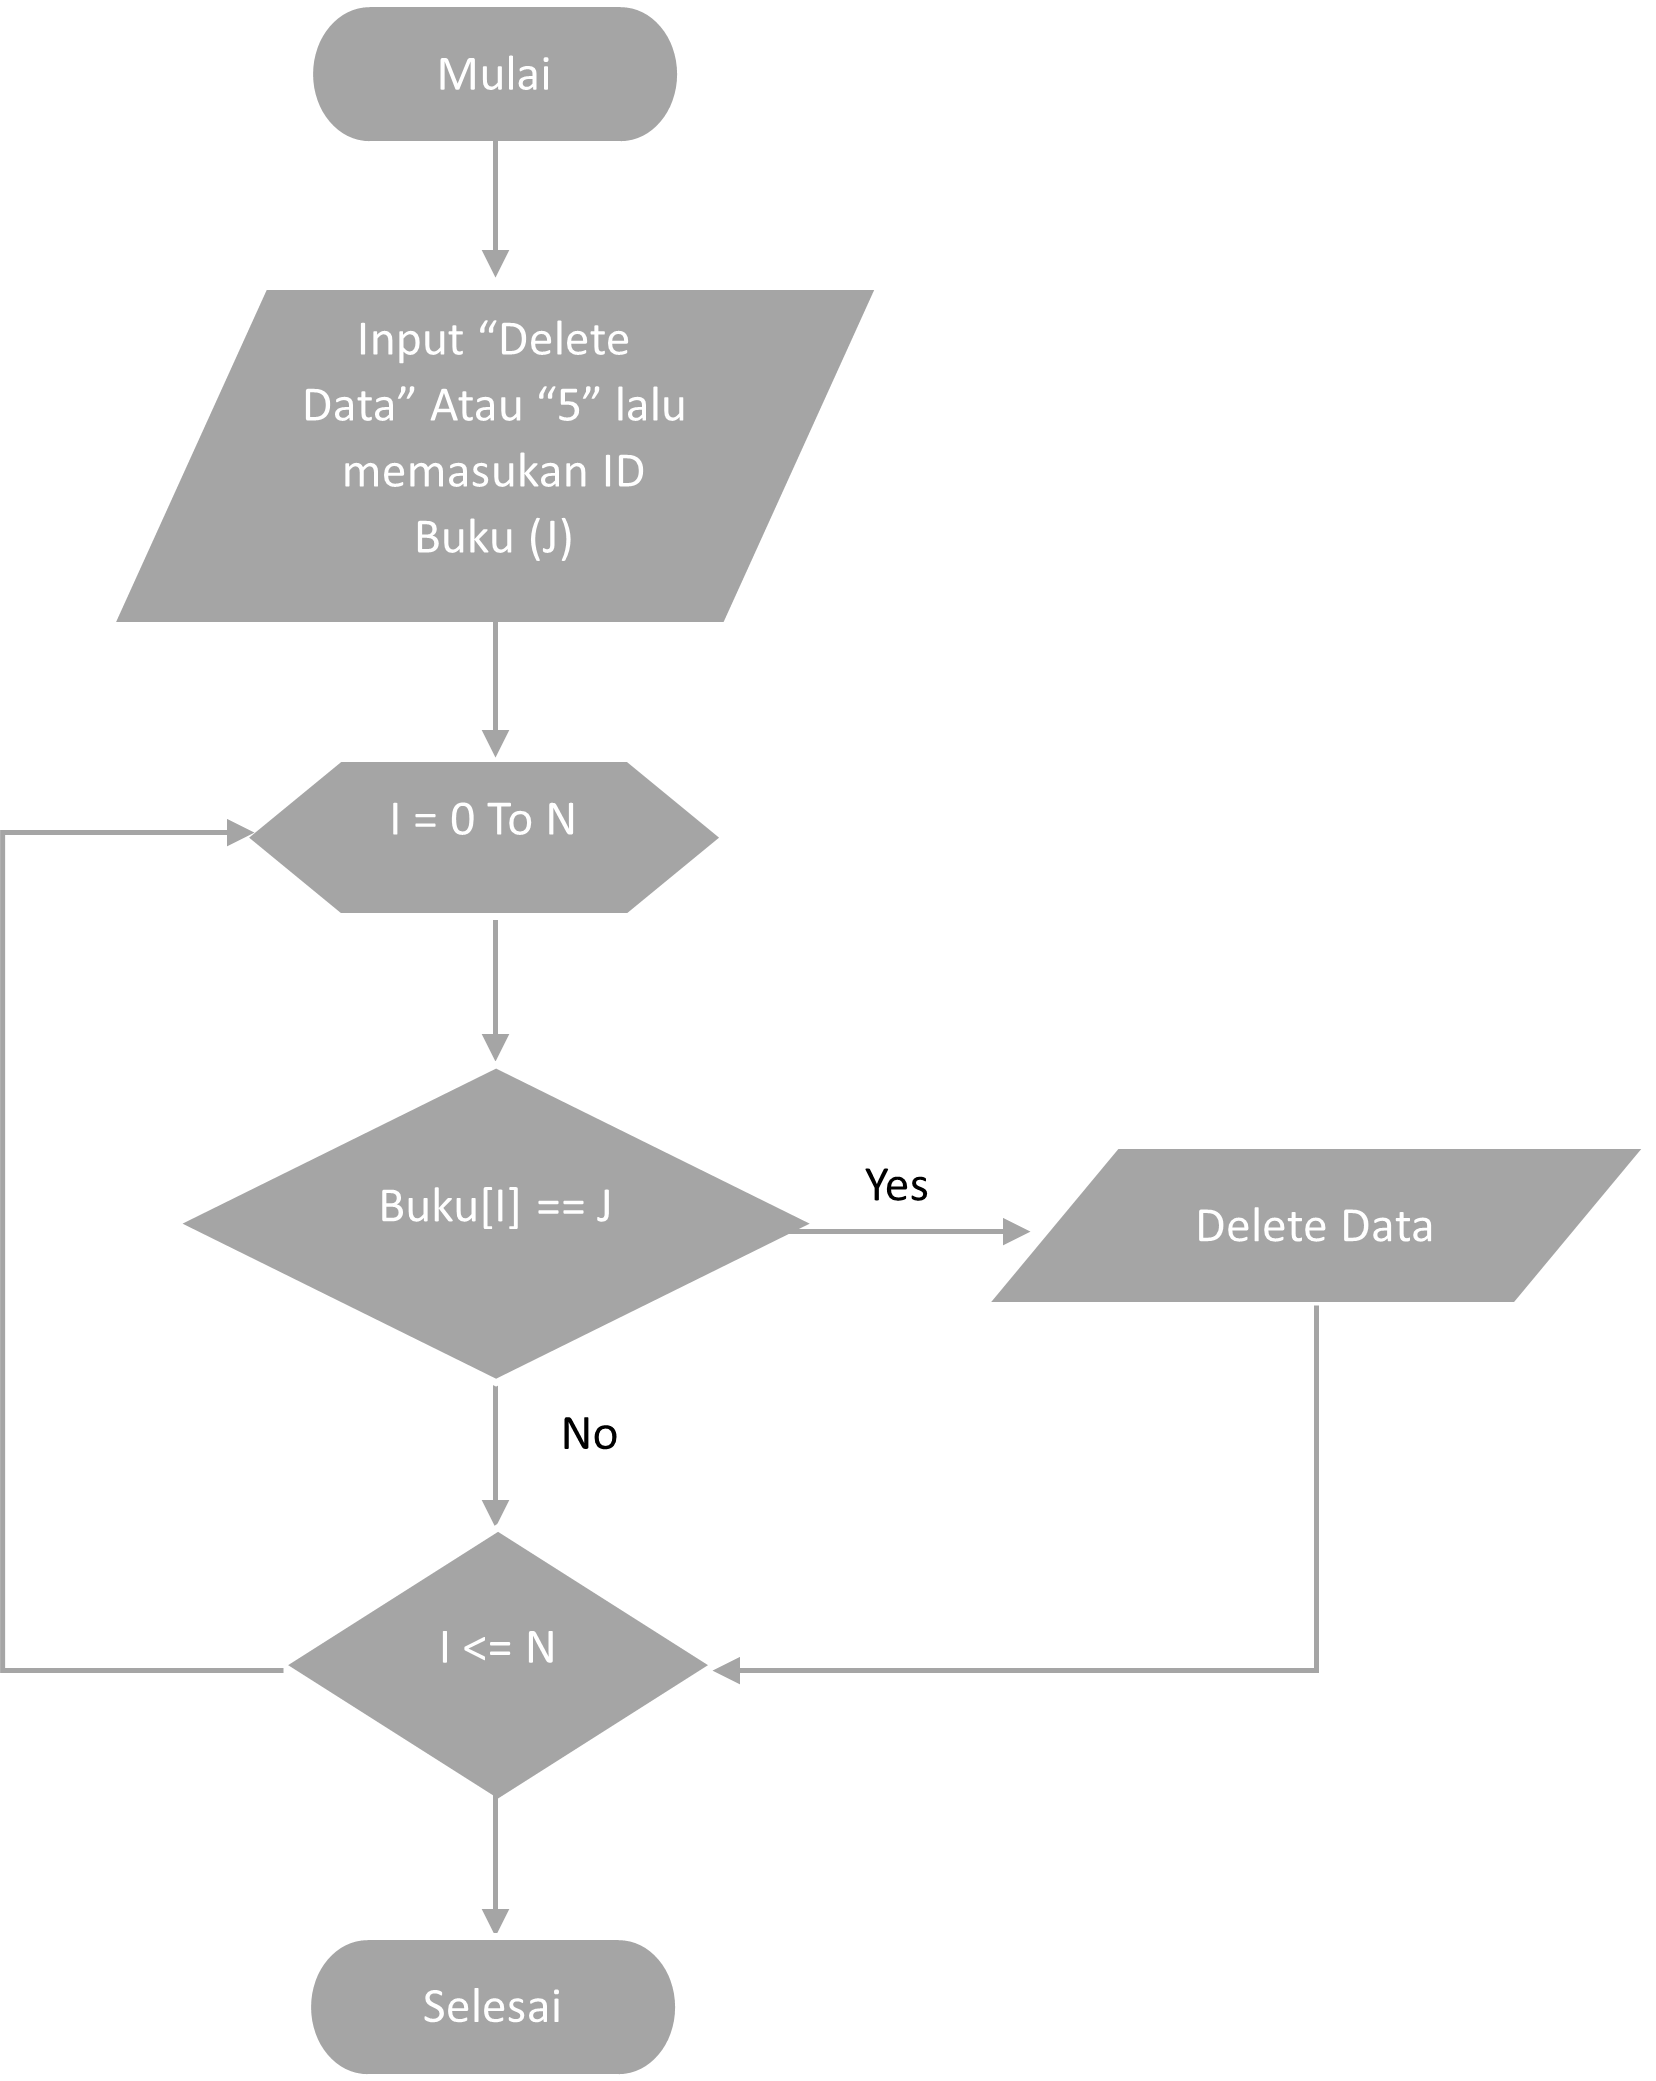 Mulai
Input “Delete
Data” Atau “5” lalu
memasukan ID
Buku (J)
I = 0 To N
Buku[I] == J
Yes
Delete Data
No
I <= N
Selesai